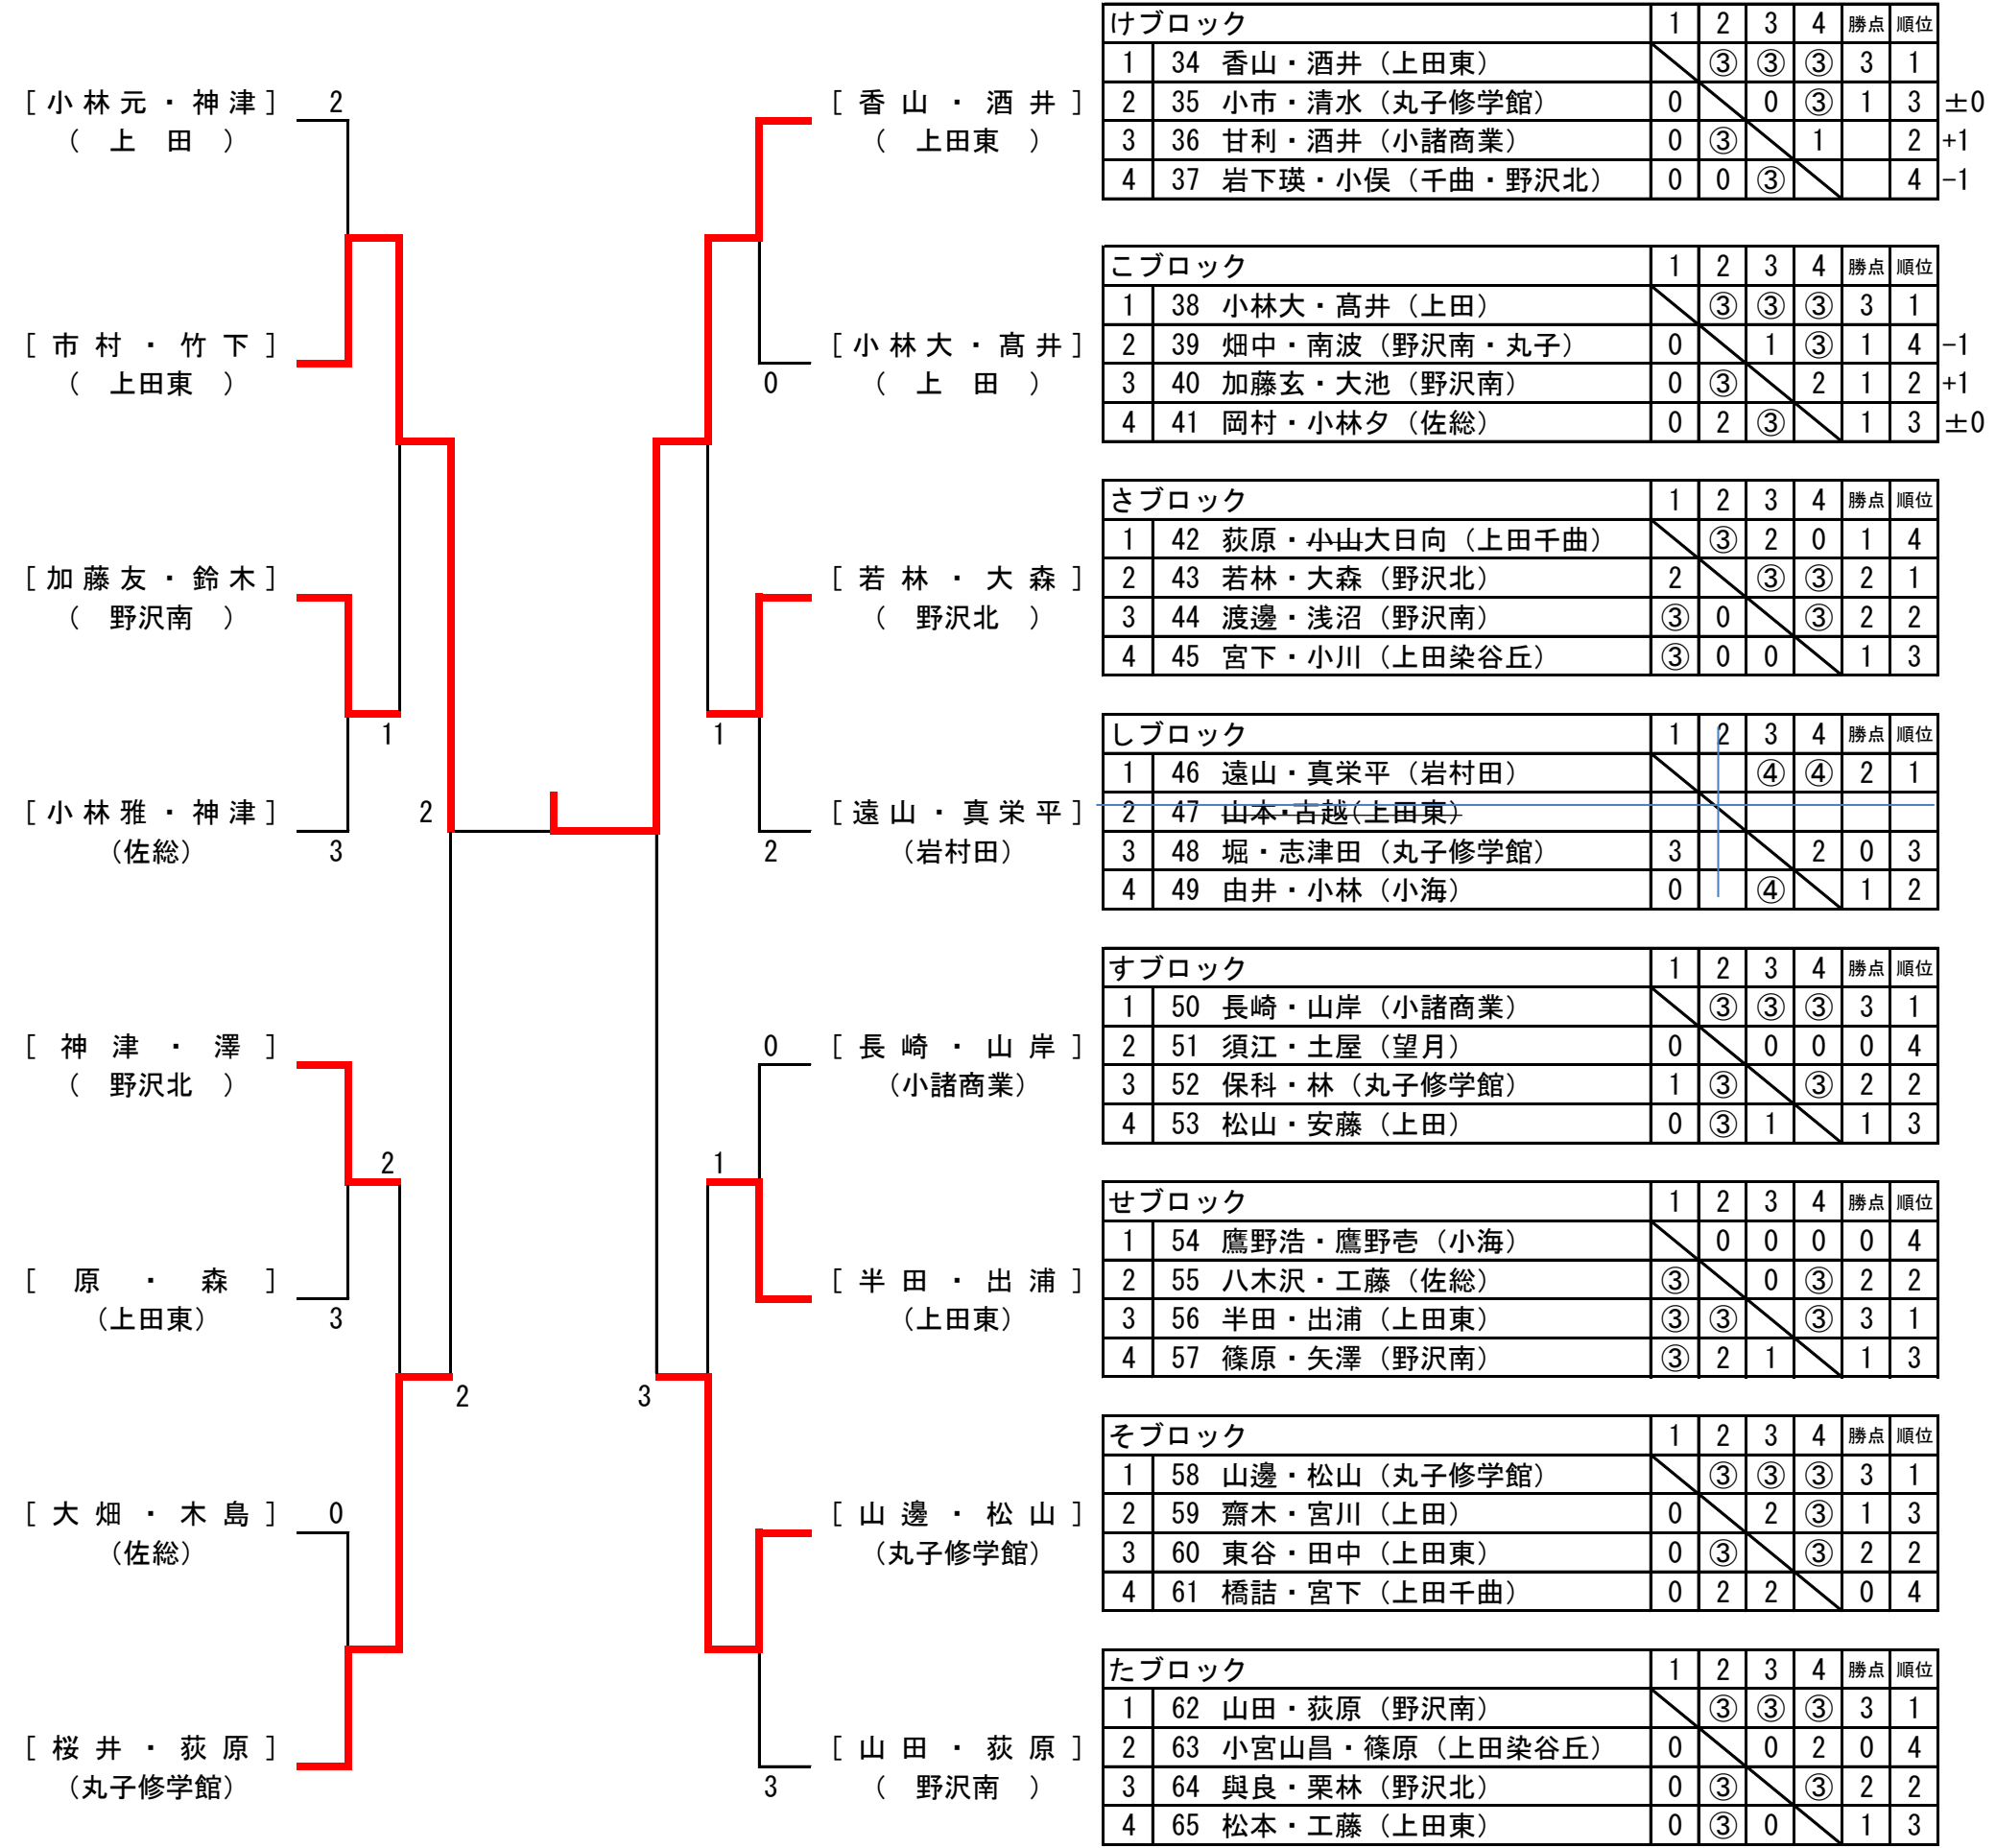 [ 小 林 元 ・ 神 津 ] 2
（ 上 田 ）
[ 市 村 ・ 竹 下 ]
（ 上田東 ）
[ 加 藤 友 ・ 鈴 木 ]
（ 野沢南 ）
1
[ 小 林 雅 ・ 神 津 ] 2
（佐総） 3
[ 神 津 ・ 澤 ]
（ 野沢北 ）
2
[ 原 ・ 森 ]
（上田東） 3
2
[ 大 畑 ・ 木 島 ] 0
（佐総）
[ 桜 井 ・ 荻 原 ]
（丸子修学館）
[ 香 山 ・ 酒 井 ]
（ 上田東 ）
[ 小 林 大 ・ 髙 井 ]
0 （ 上 田 ）
[ 若 林 ・ 大 森 ]
（ 野沢北 ）
1
[ 遠 山 ・ 真 栄 平 ]
2 （岩村田）
0 [ 長 崎 ・ 山 岸 ]
（小諸商業）
1
[ 半 田 ・ 出 浦 ]
（上田東）
3
[ 山 邊 ・ 松 山 ]
（丸子修学館）
[ 山 田 ・ 荻 原 ]
3 （ 野沢南 ）
けブロック 1 2 3 4 勝点 順位
1 34 香山・酒井（上田東） ③ ③ ③ 3 1
2 35 小市・清水（丸子修学館） 0 0 ③ 1 3 ±0
3 36 甘利・酒井（小諸商業） 0 ③ 1 2 +1
4 37 岩下瑛・小俣（千曲・野沢北） 0 0 ③ 4 −1
こブロック 1 2 3 4 勝点 順位
1 38 小林大・髙井（上田） ③ ③ ③ 3 1
2 39 畑中・南波（野沢南・丸子） 0 1 ③ 1 4 −1
3 40 加藤玄・大池（野沢南） 0 ③ 2 1 2 +1
4 41 岡村・小林夕（佐総） 0 2 ③ 1 3 ±0
さブロック 1 2 3 4 勝点 順位
1 42 荻原・小山大日向（上田千曲） ③ 2 0 1 4
2 43 若林・大森（野沢北） 2 ③ ③ 2 1
3 44 渡邊・浅沼（野沢南） ③ 0 ③ 2 2
4 45 宮下・小川（上田染谷丘） ③ 0 0 1 3
しブロック 1 2 3 4 勝点 順位
1 46 遠山・真栄平（岩村田） ④ ④ 2 1
2 47 山本・古越(上田東)
3 48 堀・志津田（丸子修学館） 3 2 0 3
4 49 由井・小林（小海） 0 ④ 1 2
すブロック 1 2 3 4 勝点 順位
1 50 長崎・山岸（小諸商業） ③ ③ ③ 3 1
2 51 須江・土屋（望月） 0 0 0 0 4
3 52 保科・林（丸子修学館） 1 ③ ③ 2 2
4 53 松山・安藤（上田） 0 ③ 1 1 3
せブロック 1 2 3 4 勝点 順位
1 54 鷹野浩・鷹野壱（小海） 0 0 0 0 4
2 55 八木沢・工藤（佐総） ③ 0 ③ 2 2
3 56 半田・出浦（上田東） ③ ③ ③ 3 1
4 57 篠原・矢澤（野沢南） ③ 2 1 1 3
そブロック 1 2 3 4 勝点 順位
1 58 山邊・松山（丸子修学館） ③ ③ ③ 3 1
2 59 齋木・宮川（上田） 0 2 ③ 1 3
3 60 東谷・田中（上田東） 0 ③ ③ 2 2
4 61 橋詰・宮下（上田千曲） 0 2 2 0 4
たブロック 1 2 3 4 勝点 順位
1 62 山田・荻原（野沢南） ③ ③ ③ 3 1
2 63 小宮山昌・篠原（上田染谷丘） 0 0 2 0 4
3 64 與良・栗林（野沢北） 0 ③ ③ 2 2
4 65 松本・工藤（上田東） 0 ③ 0 1 3